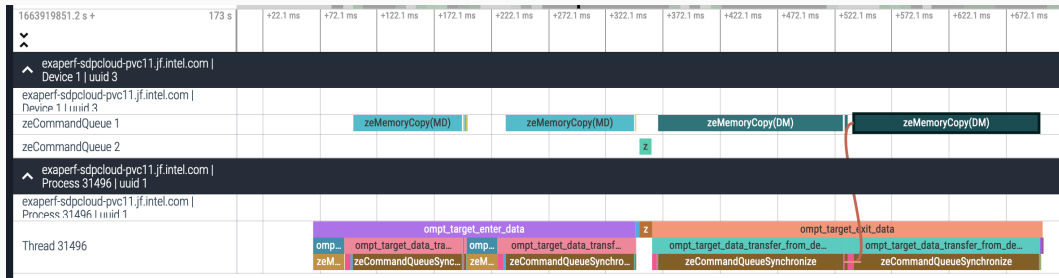 1663919851.2 s + 173 s +22.1 ms +72.1 ms +122.1 ms +172.1 ms +222.1 ms +272.1 ms +322.1 ms +372.1 ms +422.1 ms +472.1 ms +522.1 ms +572.1 ms +622.1 ms +672.1 ms
exaperf-sdpcloud-pvc11.jf.intel.com |
Device 1 | uuid 3
exaperf-sdpcloud-pvc11.jf.intel.com |
Device 1 | uuid 3
zeCommandQueue 1 zeMemoryCopy(MD) zeMemoryCopy(MD) zeMemoryCopy(DM) zeMemoryCopy(DM)
zeCommandQueue 2 z
exaperf-sdpcloud-pvc11.jf.intel.com |
Process 31496 | uuid 1
exaperf-sdpcloud-pvc11.jf.intel.com |
Process 31496 | uuid 1
ompt_target_enter_data z ompt_target_exit_data
Thread 31496 omp... ompt_target_data_tra... omp... ompt_target_data_transf... ompt_target_data_transfer_from_de... ompt_target_data_transfer_from_de...
zeM... zeCommandQueueSync... zeM... zeCommandQueueSynchro... zeCommandQueueSynchronize zeCommandQueueSynchronize